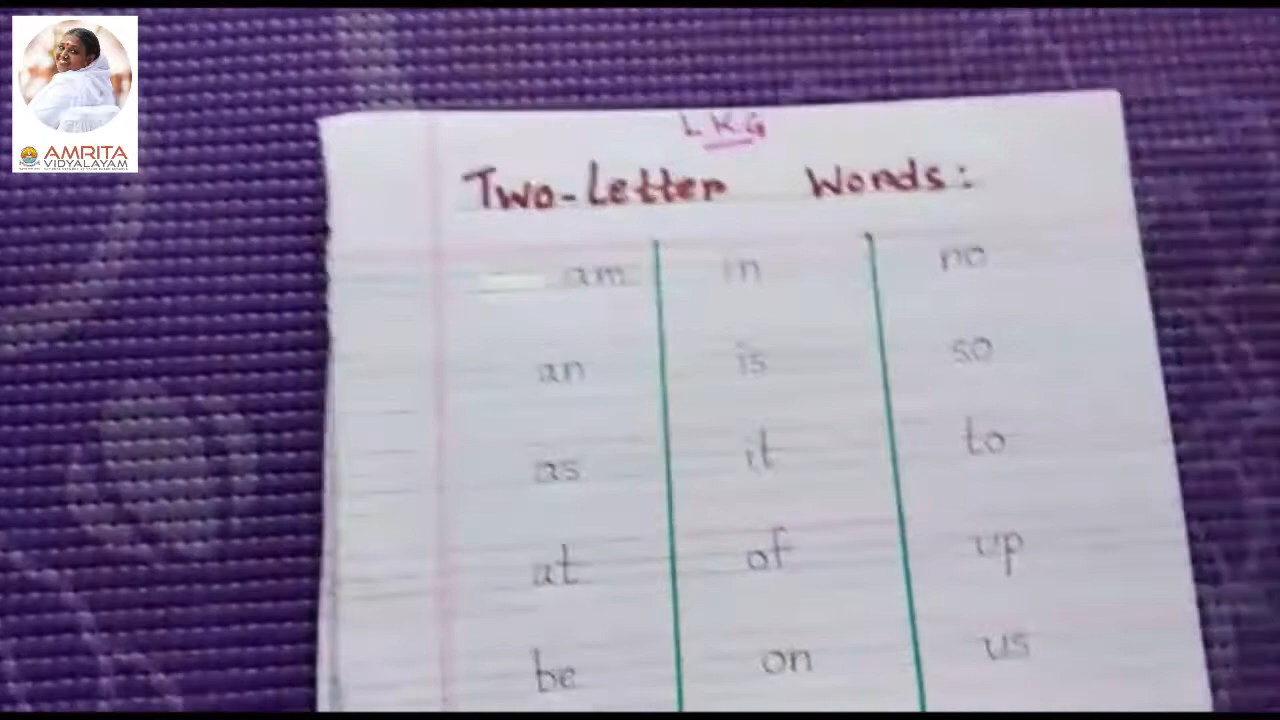 AMRITA
VIDYALAYAM
LKG
Two-Letter Words:
am in no
an is so
as it to
at of up
be on us